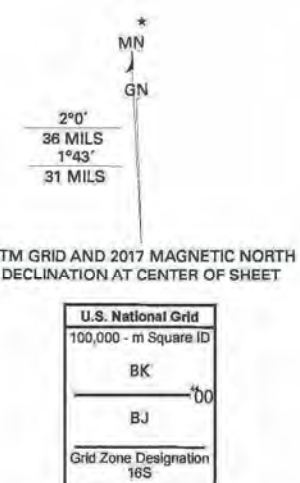 ★
MN
GN
2°0´
36 MILS
1°43´
31 MILS
TM GRID AND 2017 MAGNETIC NORTH
DECLINATION AT CENTER OF SHEET
U.S. National Grid
100,000 - m Square ID
BK
⁴⁰00
BJ
Grid Zone Designation
16S